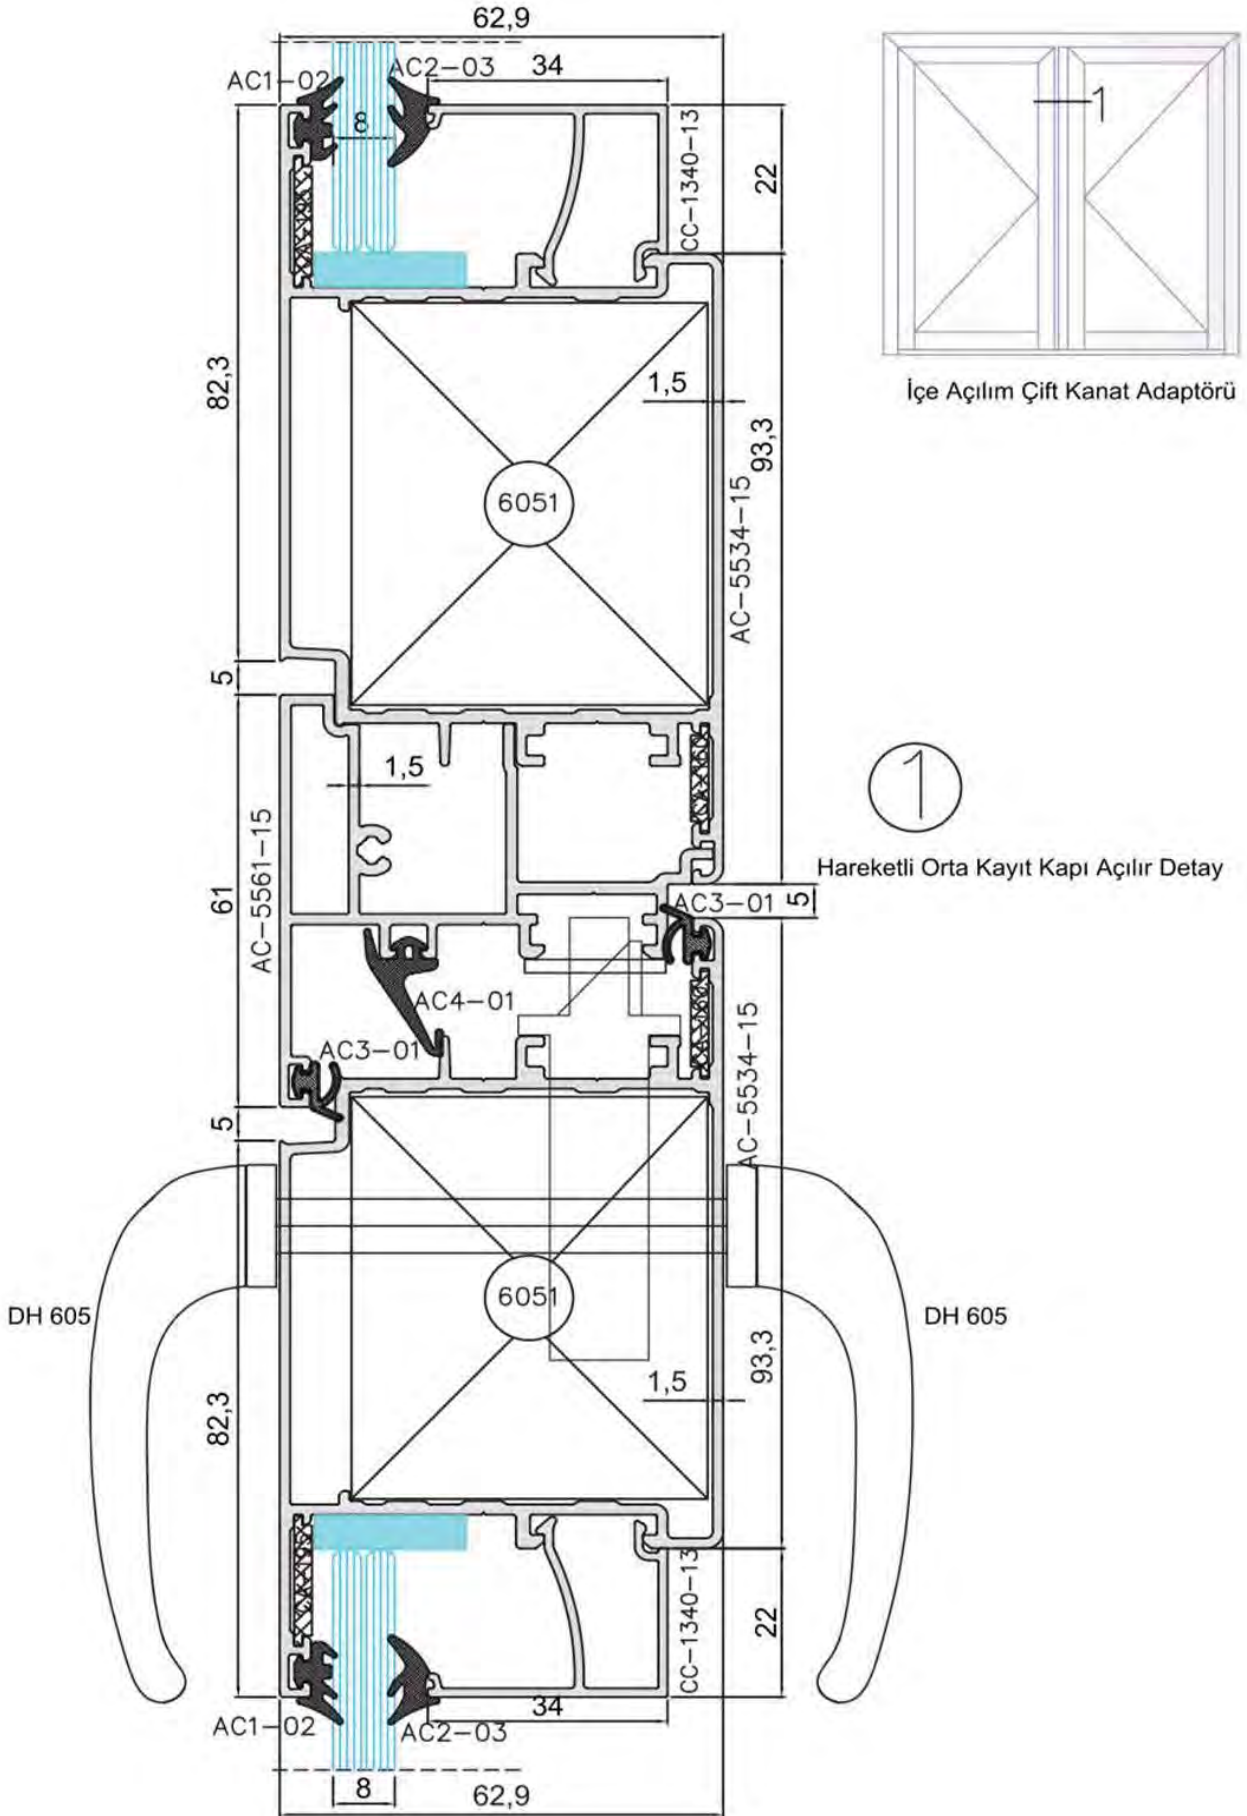 62,9
AC1-02
AC2-03
34
8
CC-1340-13
22
1
İçe Açılım Çift Kanat Adaptörü
82,3
1,5
93,3
6051
AC-5534-15
5
1,5
1
Hareketli Orta Kayıt Kapı Açılır Detay
61
AC-5561-15
AC3-01
5
AC4-01
AC3-01
AC-5534-15
5
6051
DH 605
DH 605
93,3
1,5
82,3
CC-1340-13
22
34
AC1-02
AC2-03
8
62,9